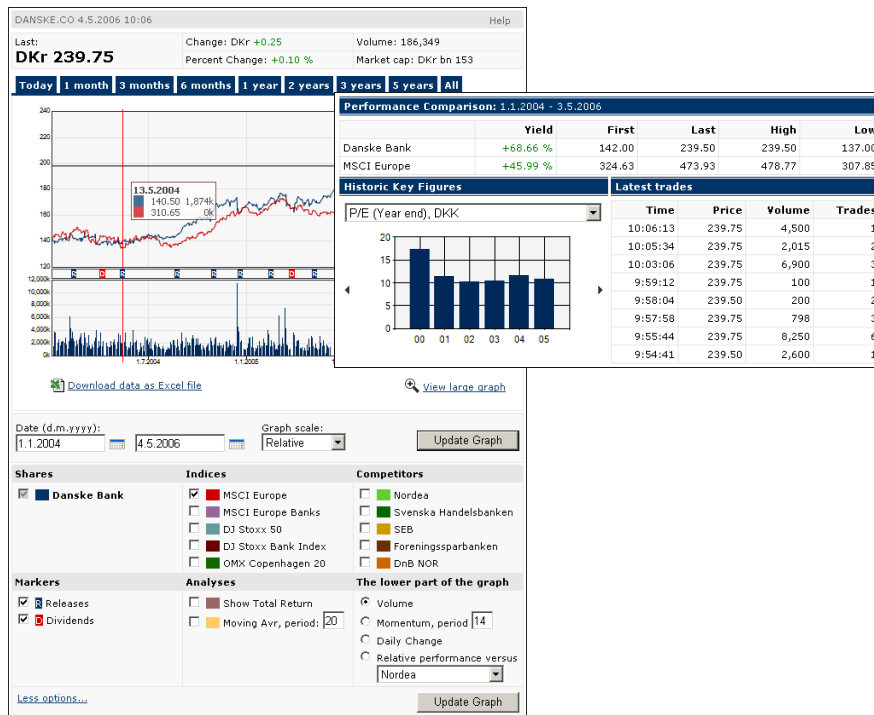 DANSKE.CO 4.5.2006 10:06 Help
Last: Change: DKr +0.25 Volume: 186,349
DKr 239.75 Percent Change: +0.10 % Market cap: DKr bn 153
Today 1 month 3 months 6 months 1 year 2 years 3 years 5 years All
240
220
200
180
160
140
120
13.5.2004
140.50 1,874k
310.65 0k
R D R R R R R D R
12,000k
10,000k
8,000k
6,000k
4,000k
2,000k
0k
1.7.2004 1.1.2005
Download data as Excel file View large graph
Performance Comparison: 1.1.2004 - 3.5.2006
Yield First Last High Low
Danske Bank +68.66 % 142.00 239.50 239.50 137.00
MSCI Europe +45.99 % 324.63 473.93 478.77 307.85
Historic Key Figures
P/E (Year end), DKK
20
15
10
5
0
00 01 02 03 04 05
Latest trades
Time Price Volume Trades
10:06:13 239.75 4,500 1
10:05:34 239.75 2,015 2
10:03:06 239.75 6,900 3
9:59:12 239.75 100 1
9:58:04 239.50 200 2
9:57:58 239.75 798 3
9:55:44 239.75 8,250 6
9:54:41 239.50 2,600 1
Date (d.m.yyyy): Graph scale:
1.1.2004 4.5.2006 Relative Update Graph
Shares Indices Competitors
Danske Bank MSCI Europe Nordea
MSCI Europe Banks Svenska Handelsbanken
DJ Stoxx 50 SEB
DJ Stoxx Bank Index Foreningssparbanken
OMX Copenhagen 20 DnB NOR
Markers Analyses The lower part of the graph
R Releases Show Total Return Volume
D Dividends Moving Avr, period: 20 Momentum, period 14
Daily Change
Relative performance versus
Nordea
Less options... Update Graph